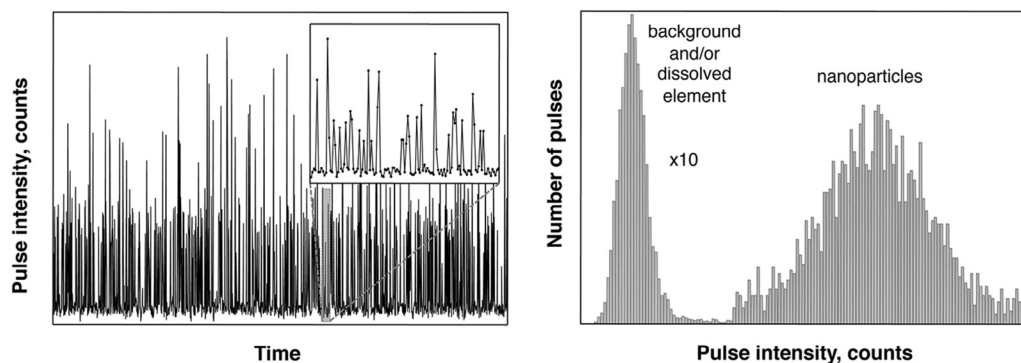 Pulse intensity, counts
Time
Number of pulses
background
and/or
dissolved
element
x10
nanoparticles
Pulse intensity, counts